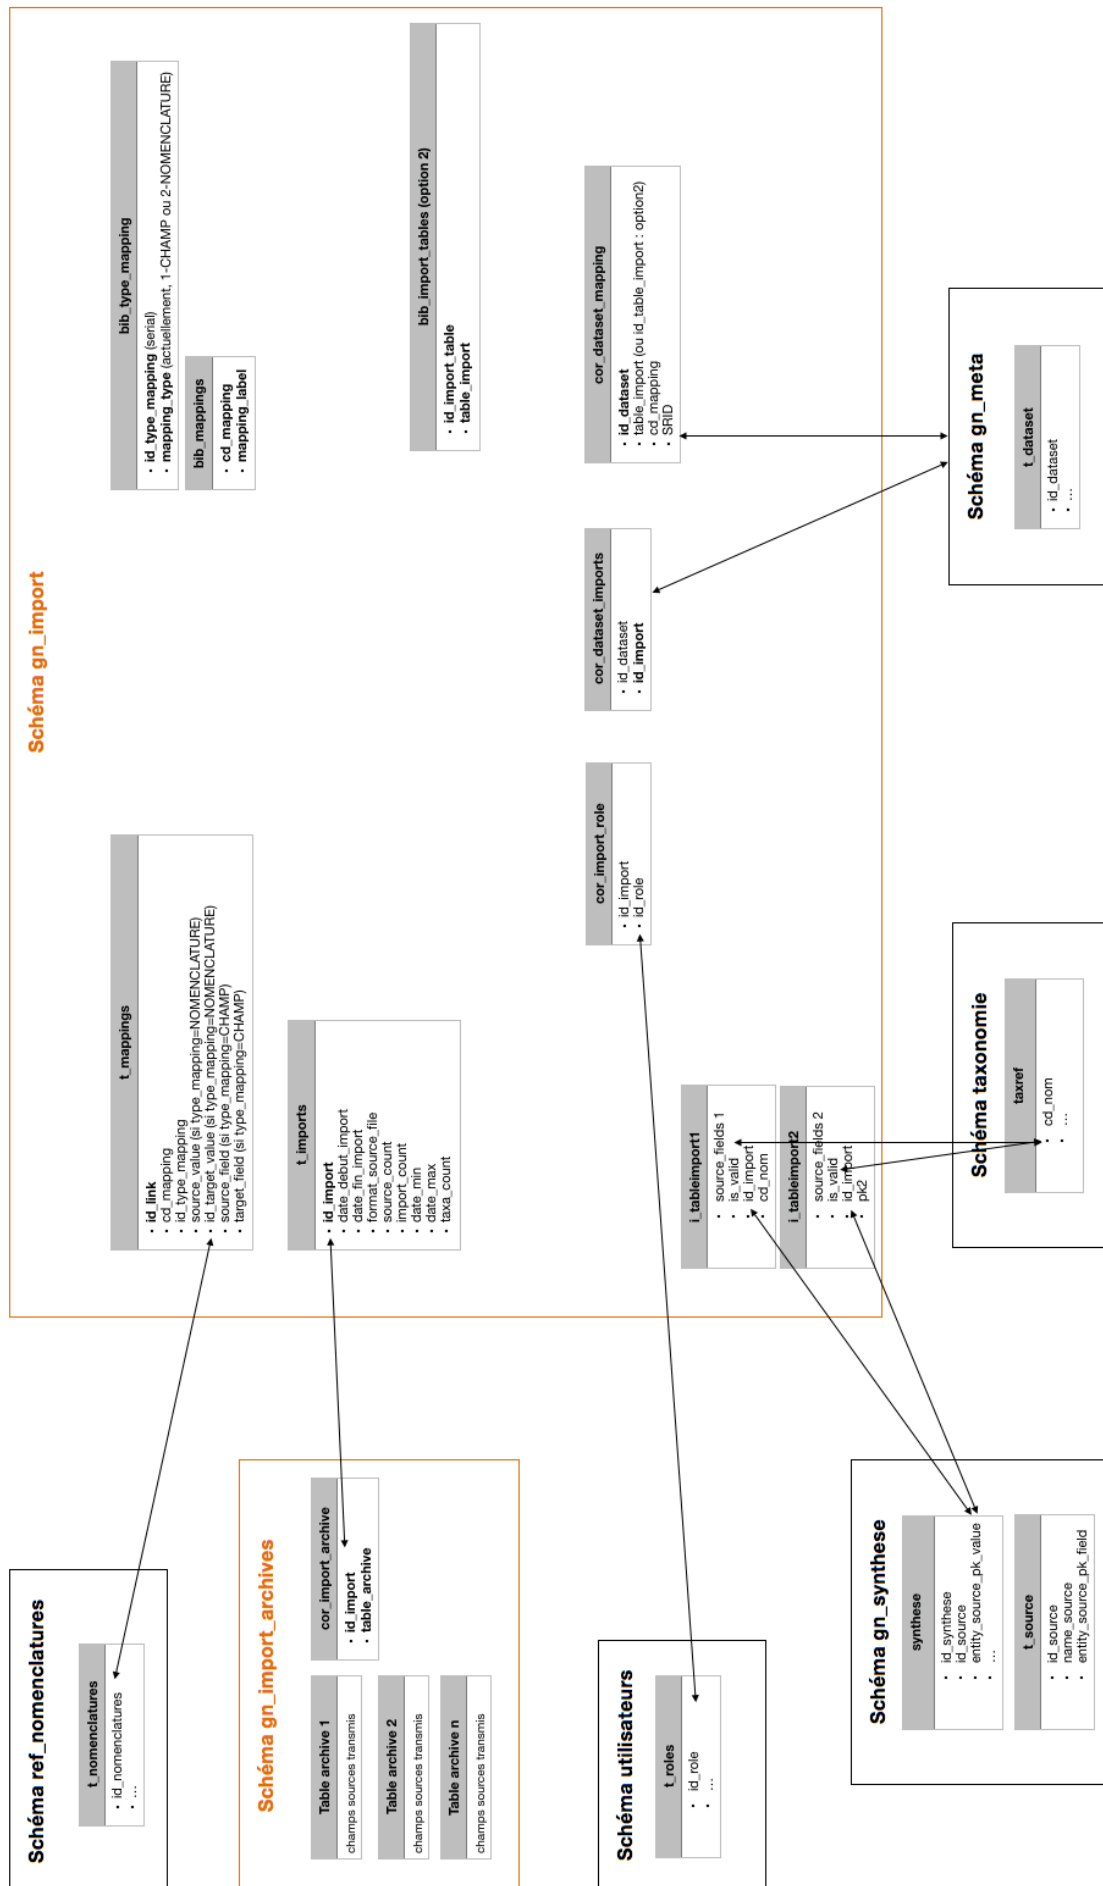 Schéma ref_nomenclatures
t_nomenclatures
• id_nomenclatures
• …
Schéma gn_import_archives
Table archive 1
champs sources transmis
Table archive 2
champs sources transmis
Table archive n
champs sources transmis
cor_import_archive
• id_import
• table_archive
Schéma utilisateurs
t_roles
• id_role
• …
Schéma gn_synthese
synthese
• id_synthese
• id_source
• entity_source_pk_value
• …
t_source
• id_source
• name_source
• entity_source_pk_field
Schéma gn_import
t_mappings
• id_link
• cd_mapping
• id_type_mapping
• source_value (si type_mapping=NOMENCLATURE)
• id_target_value (si type_mapping=NOMENCLATURE)
• source_field (si type_mapping=CHAMP)
• target_field (si type_mapping=CHAMP)
bib_type_mapping
• id_type_mapping (serial)
• mapping_type (actuellement, 1-CHAMP ou 2-NOMENCLATURE)
bib_mappings
• cd_mapping
• mapping_label
t_imports
• id_import
• date_debut_import
• date_fin_import
• format_source_file
• source_count
• import_count
• date_min
• date_max
• taxa_count
bib_import_tables (option 2)
• id_import_table
• table_import
cor_import_role
• id_import
• id_role
cor_dataset_imports
• id_dataset
• id_import
cor_dataset_mapping
• id_dataset
• table_import (ou id_table_import : option2)
• cd_mapping
• SRID
i_tableimport1
• source_fields 1
• is_valid
• id_import
• cd_nom
i_tableimport2
• source_fields 2
• is_valid
• id_import
• pk2
Schéma taxonomie
taxref
• cd_nom
• …
Schéma gn_meta
t_dataset
• id_dataset
• …